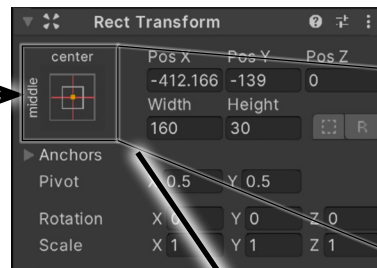 Rect Transform
center Pos X Pos Y Pos Z
middle -412.166 -139 0
Width Height
160 30 R
Anchors
Pivot X 0.5 Y 0.5
Rotation X 0 Y 0 Z 0
Scale X 1 Y 1 Z 1